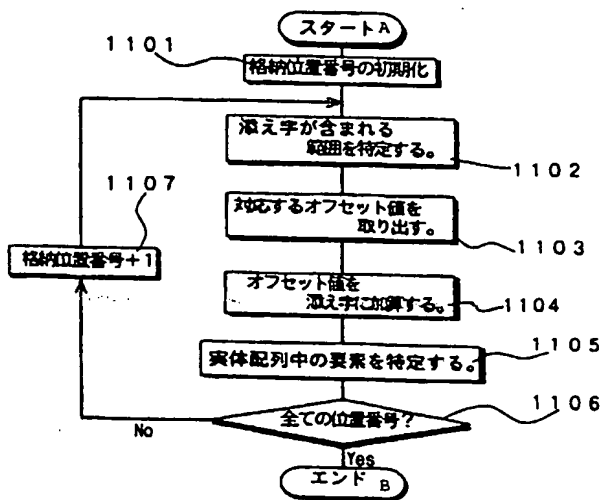 スタートA
1101
格納位置番号の初期化
添え字が含まれる
範囲を特定する。
1102
1107
対応するオフセット値を
取り出す。
1103
格納位置番号+1
オフセット値を
添え字に加算する。
1104
実体配列中の要素を特定する。
1105
全ての位置番号?
1106
No
Yes
エンド B